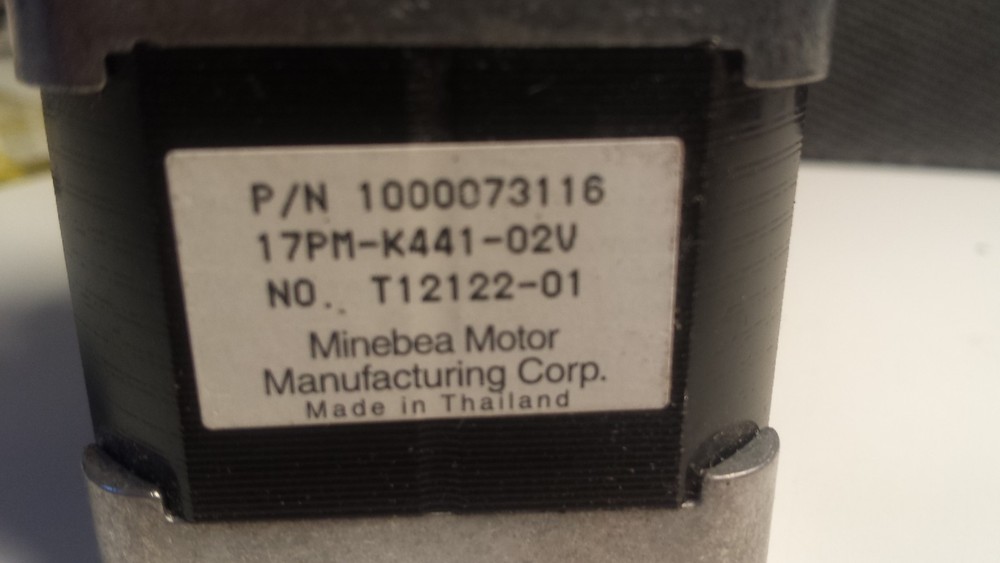 P/N 1000073116
17PM-K441-02V
NO. T12122-01
Minebea Motor
Manufacturing Corp.
Made in Thailand